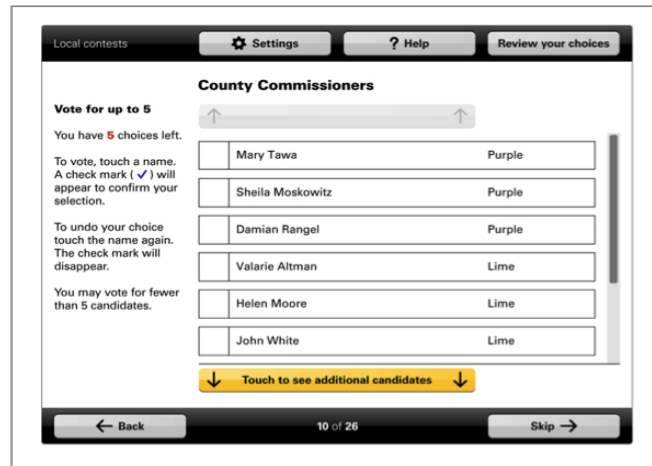 Local contests
Settings
? Help
Review your choices
County Commissioners
Vote for up to 5
You have 5 choices left.
To vote, touch a name.
A check mark ( ✓ ) will
appear to confirm your
selection.
To undo your choice
touch the name again.
The check mark will
disappear.
You may vote for fewer
than 5 candidates.
↑ ↑
Mary Tawa Purple
Sheila Moskowitz Purple
Damian Rangel Purple
Valarie Altman Lime
Helen Moore Lime
John White Lime
↓ Touch to see additional candidates ↓
← Back
10 of 26
Skip →